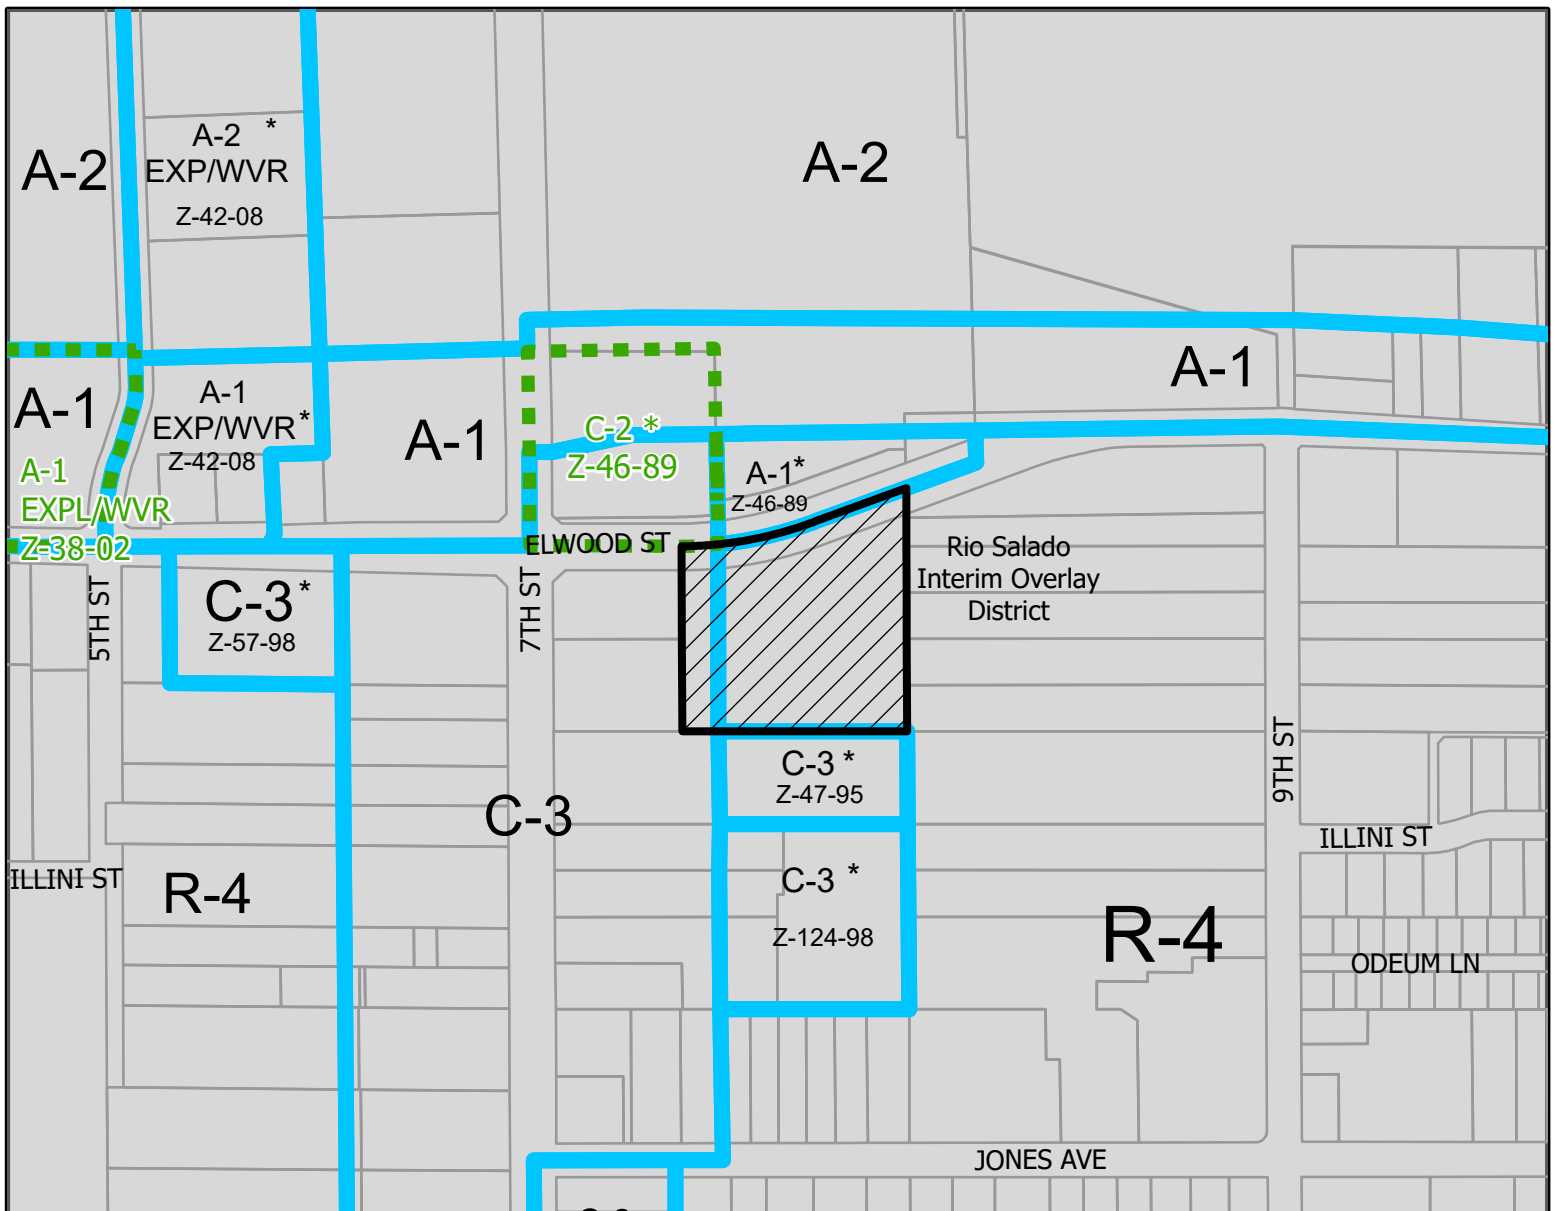 A-2
A-2 *
EXP/WVR
Z-42-08
A-2
A-1
A-1
EXP/WVR*
Z-42-08
A-1
A-1
C-2 *
Z-46-89
A-1*
Z-46-89
A-1
EXPL/WVR
Z-38-02
ELWOOD ST
Rio Salado
Interim Overlay
District
C-3*
Z-57-98
5TH ST
7TH ST
9TH ST
C-3 *
Z-47-95
C-3
ILLINI ST
ILLINI ST
R-4
C-3 *
Z-124-98
R-4
ODEUM LN
JONES AVE